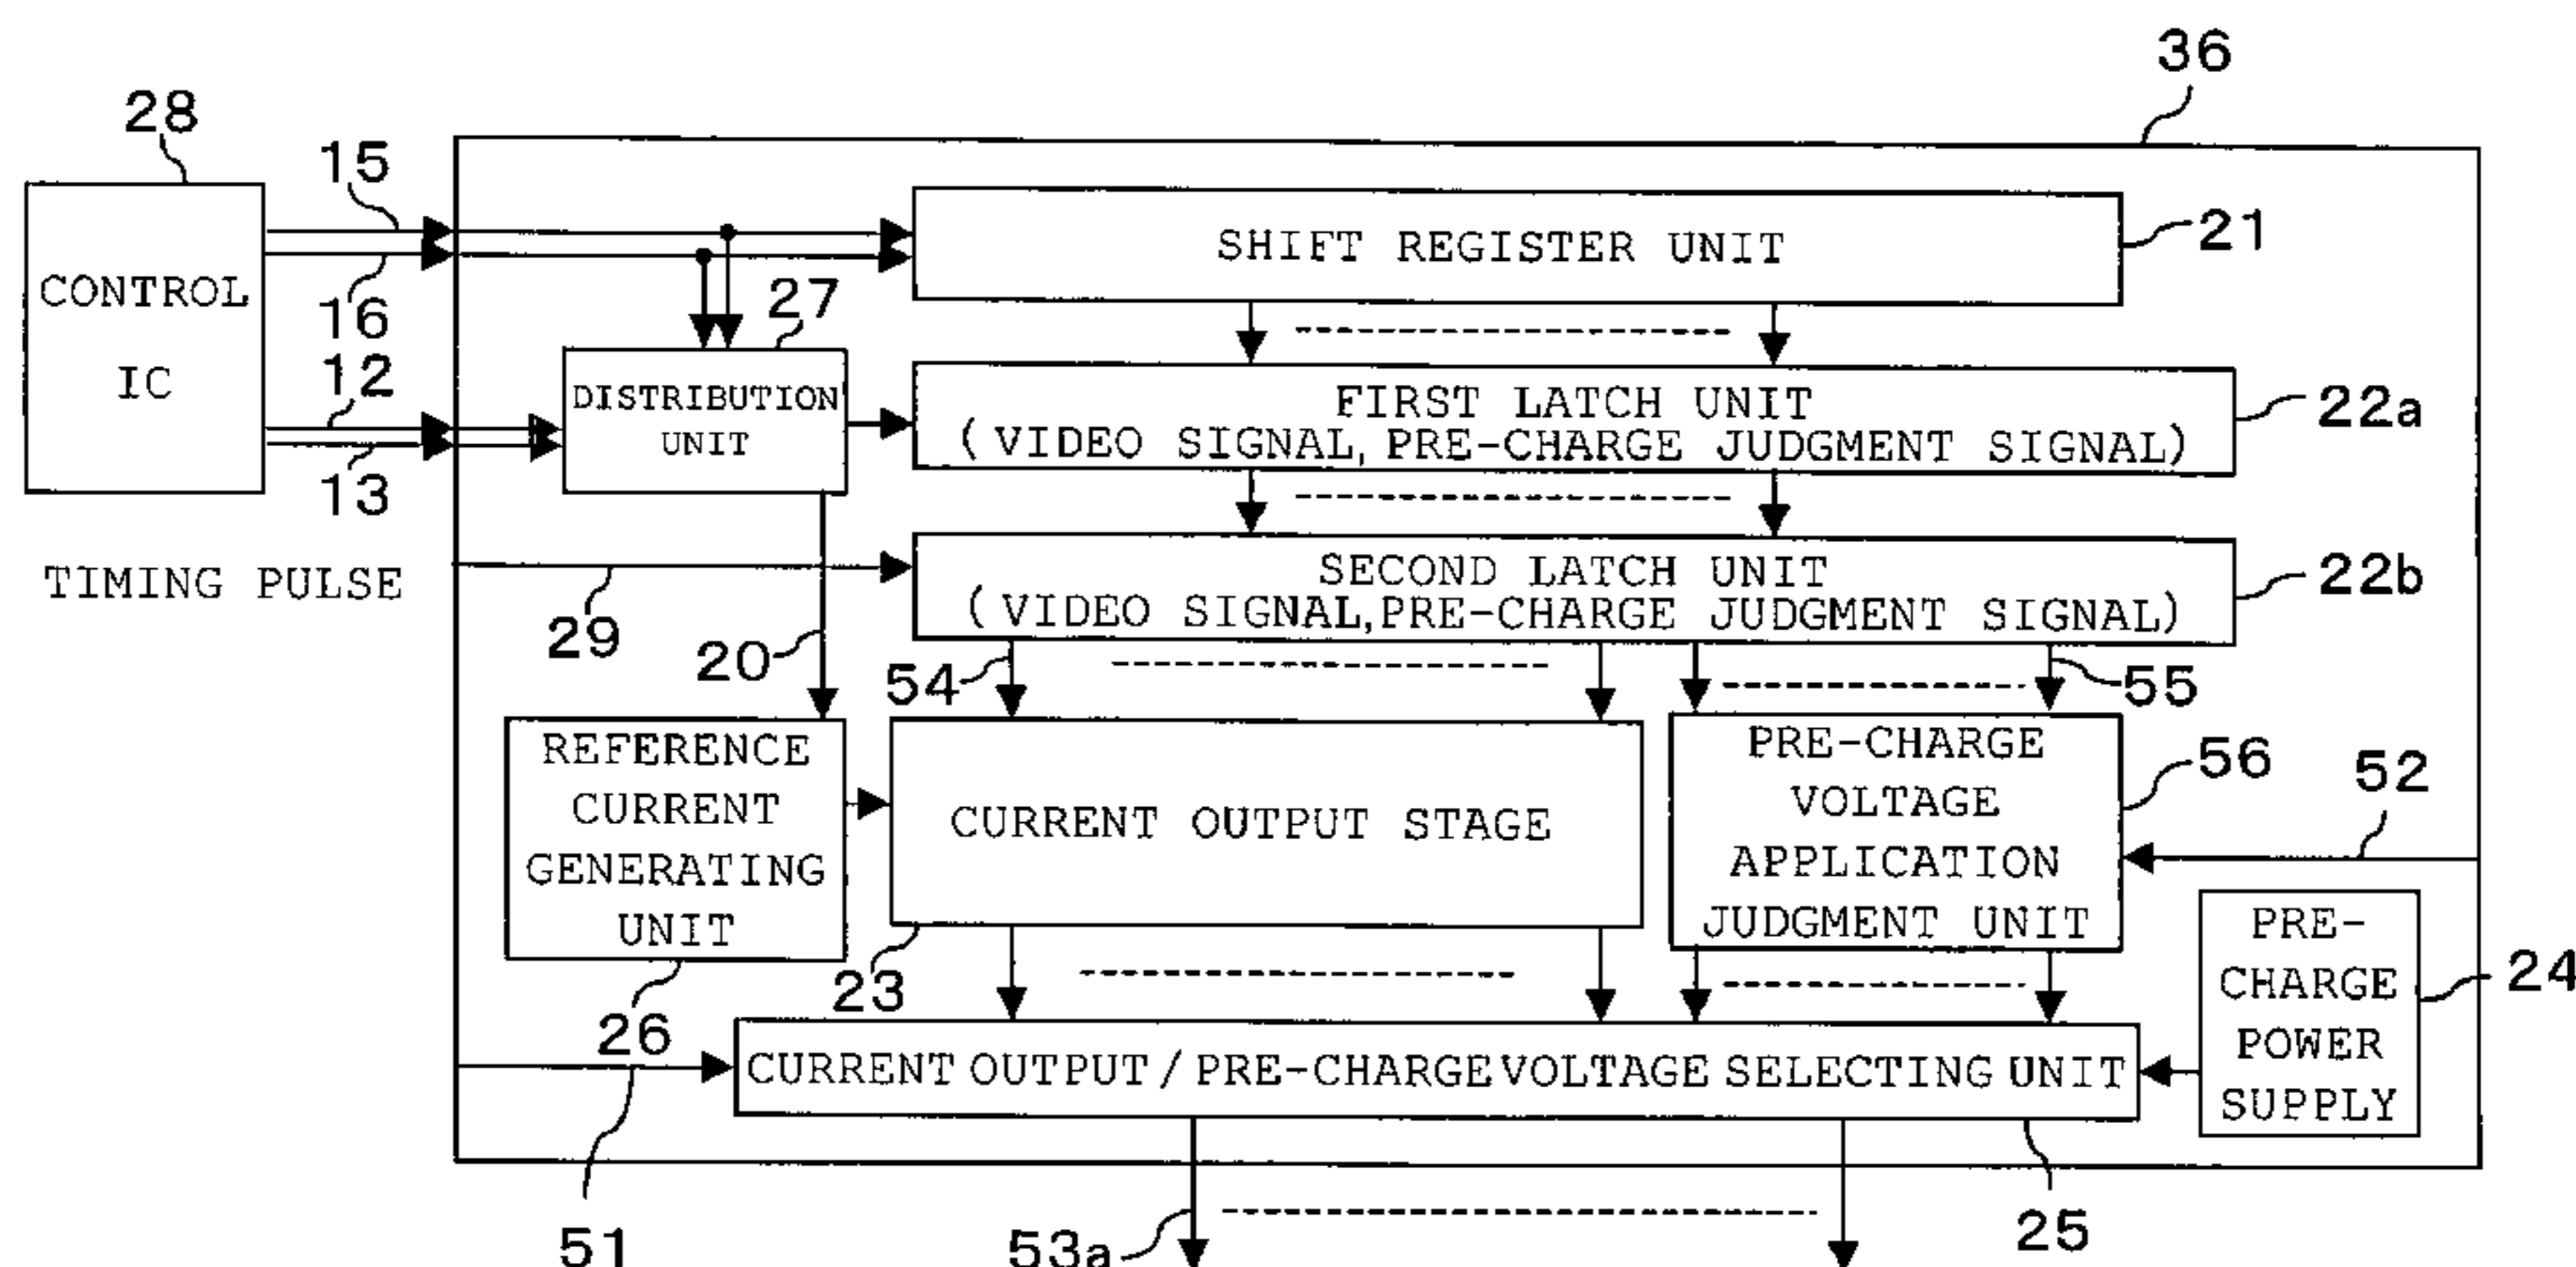 36
28
15
21
SHIFT REGISTER UNIT
CONTROL
IC
16
27
12
DISTRIBUTION
UNIT
FIRST LATCH UNIT
(VIDEO SIGNAL, PRE-CHARGE JUDGMENT SIGNAL)
22a
13
TIMING PULSE
29
SECOND LATCH UNIT
(VIDEO SIGNAL, PRE-CHARGE JUDGMENT SIGNAL)
22b
20
54
55
REFERENCE
CURRENT
GENERATING
UNIT
CURRENT OUTPUT STAGE
PRE-CHARGE
VOLTAGE
APPLICATION
JUDGMENT UNIT
56
52
PRE-
CHARGE
POWER
SUPPLY
24
23
26
CURRENT OUTPUT / PRE-CHARGE VOLTAGE SELECTING UNIT
51
53a
25